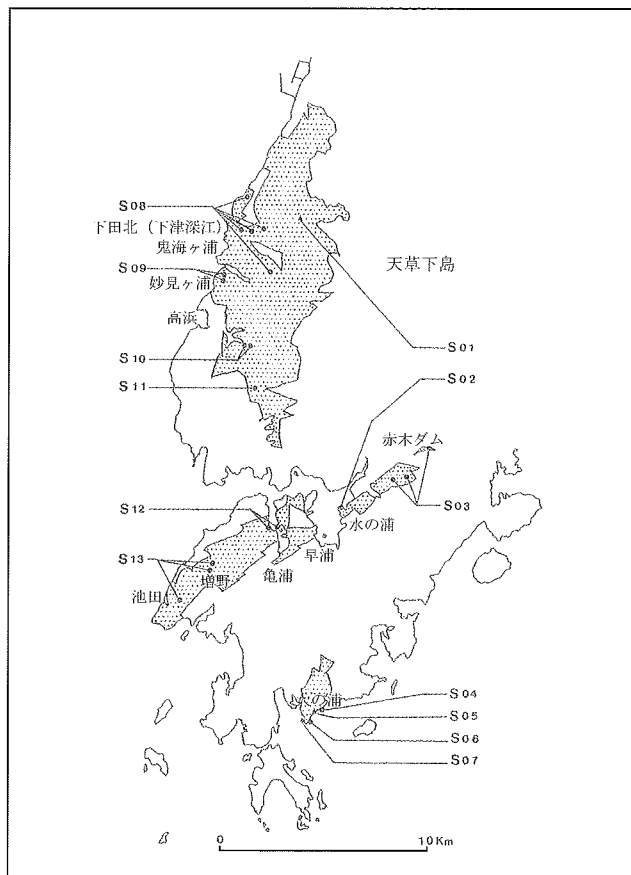 S08
下田北（下津深江）
鬼海ヶ浦
天草下島
S09
妙見ヶ浦
高浜
S01
S10
S02
S11
赤木ダム
S03
S12
水の浦
早浦
S13
亀浦
増野
池田
の浦
S04
S05
S06
S07
0
10Km